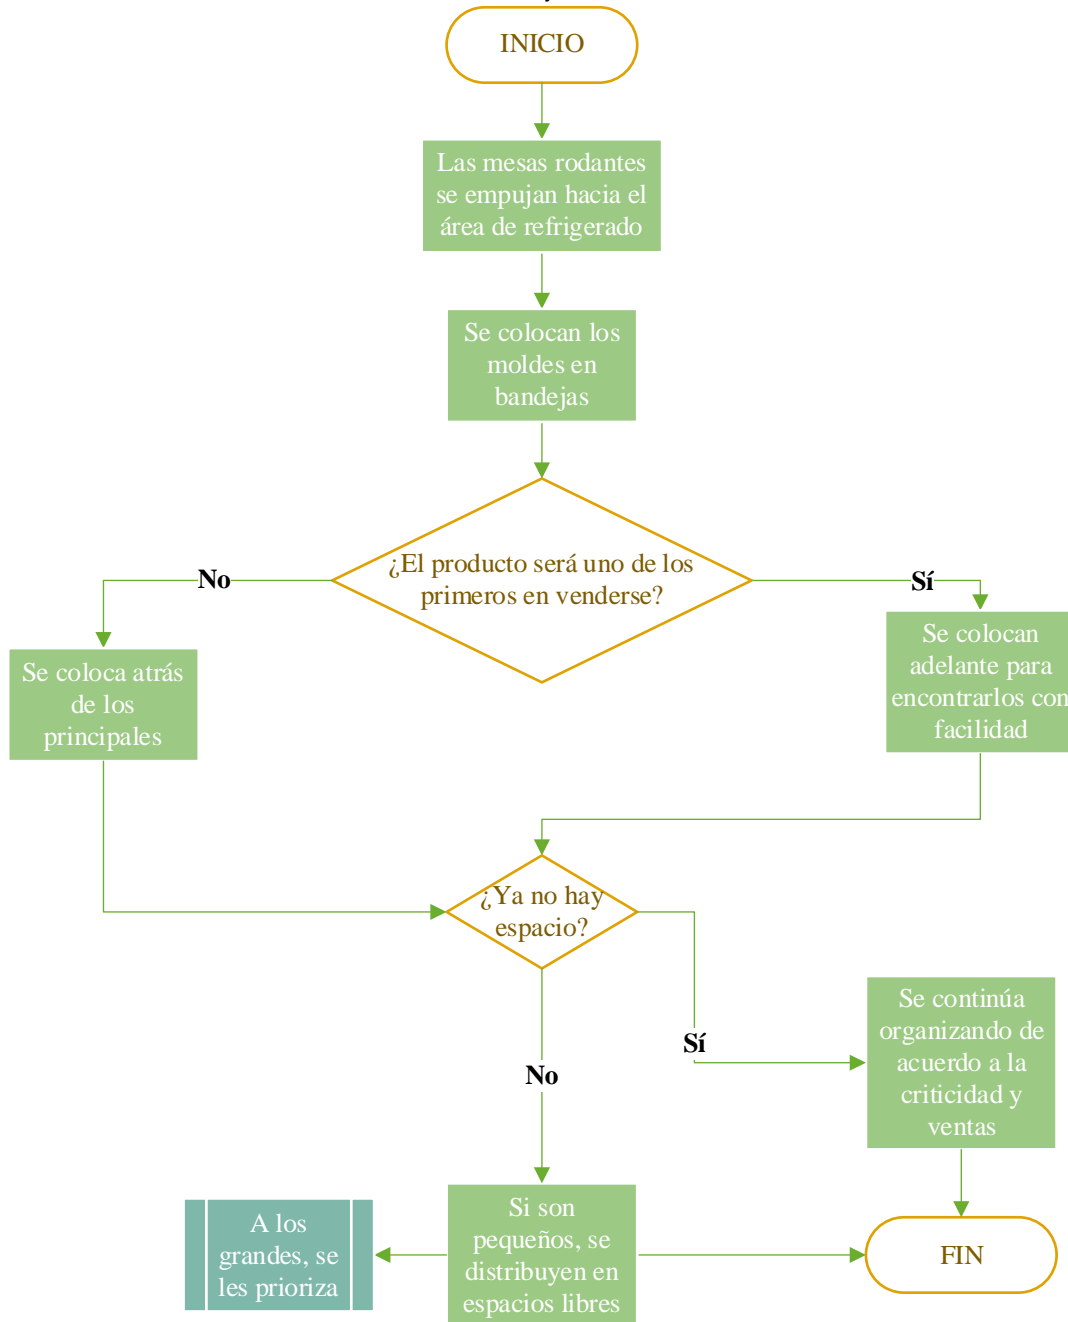 INICIO
Las mesas rodantes
se empujan hacia el
área de refrigerado
Se colocan los
moldes en
bandejas
¿El producto será uno de los
primeros en venderse?
No
Sí
Se coloca atrás
de los
principales
Se colocan
adelante para
encontrarlos con
facilidad
¿Ya no hay
espacio?
Sí
No
Se continúa
organizando de
acuerdo a la
criticidad y
ventas
A los
grandes, se
les prioriza
Si son
pequeños, se
distribuyen en
espacios libres
FIN